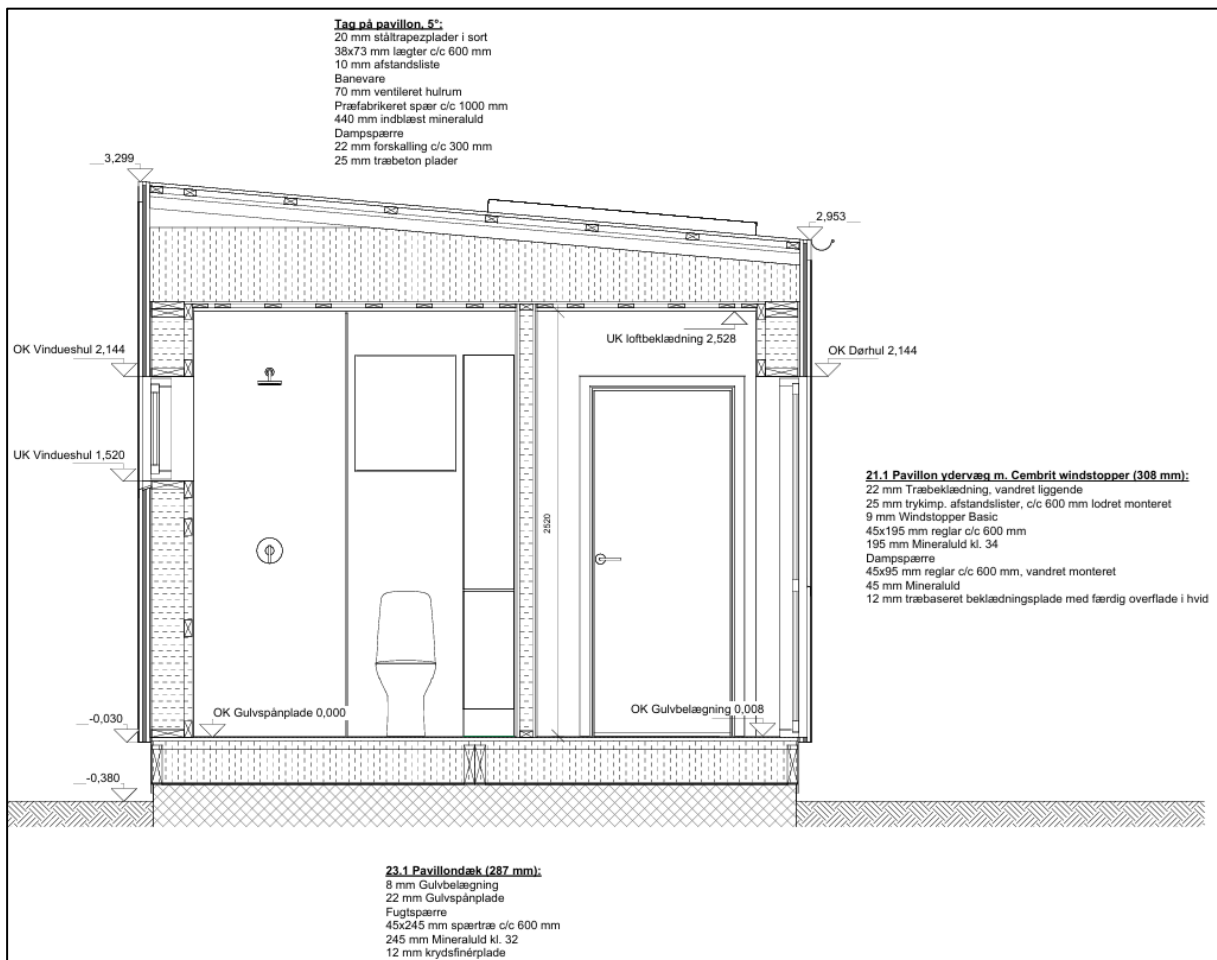 Tag på pavillon, 5°:
20 mm ståltrapezplader i sort
38x73 mm lægter c/c 600 mm
10 mm afstandsliste
Banevare
70 mm ventileret hulrum
Præfabrikeret spær c/c 1000 mm
440 mm indblæst mineraluld
Dampspærre
22 mm forskalling c/c 300 mm
25 mm træbeton plader
3,299
2,953
UK loftbeklædning 2,528
OK Vindueshul 2,144
OK Dørhul 2,144
UK Vindueshul 1,520
21.1 Pavillon ydervæg m. Cembrit windstopper (308 mm):
22 mm Træbeklædning, vandret liggende
25 mm trykimp. afstandslister, c/c 600 mm lodret monteret
9 mm Windstopper Basic
45x195 mm reglar c/c 600 mm
195 mm Mineraluld kl. 34
Dampspærre
45x95 mm reglar c/c 600 mm, vandret monteret
45 mm Mineraluld
12 mm træbaseret beklædningsplade med færdig overflade i hvid
2520
OK Gulvspånplade 0,000
OK Gulvbelægning 0,008
-0,030
-0,380
23.1 Pavillondæk (287 mm):
8 mm Gulvbelægning
22 mm Gulvspånplade
Fugtspærre
45x245 mm spærtræ c/c 600 mm
245 mm Mineraluld kl. 32
12 mm krydsfinérplade